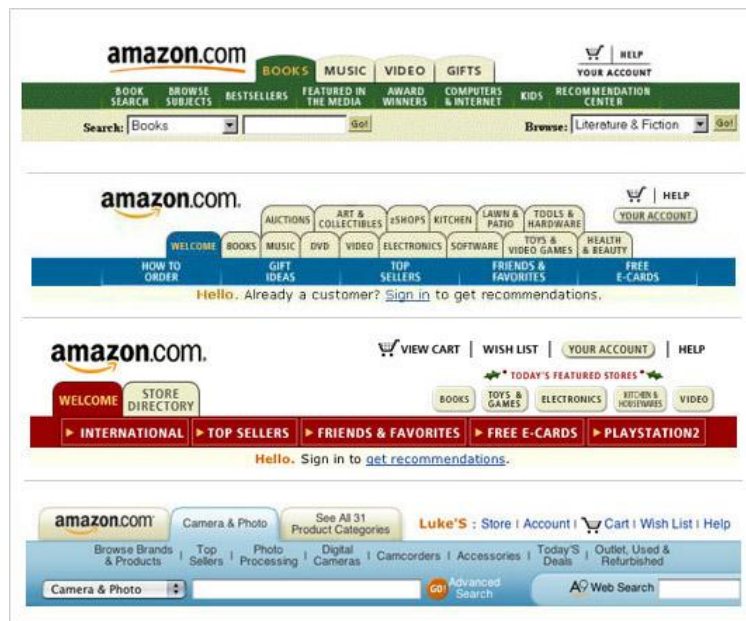 amazon.com
BOOKS MUSIC VIDEO GIFTS
HELP
YOUR ACCOUNT
BOOK SEARCH BROWSE SUBJECTS BESTSELLERS FEATURED IN THE MEDIA AWARD WINNERS COMPUTERS & INTERNET KIDS RECOMMENDATION CENTER
Search: Books Go! Browse: Literature & Fiction Go!
amazon.com.
HELP
YOUR ACCOUNT
AUCTIONS ART & COLLECTIBLES zSHOPS KITCHEN LAWN & PATIO TOOLS & HARDWARE
WELCOME BOOKS MUSIC DVD VIDEO ELECTRONICS SOFTWARE TOYS & VIDEO GAMES HEALTH & BEAUTY
HOW TO ORDER GIFT IDEAS TOP SELLERS FRIENDS & FAVORITES FREE E-CARDS
Hello. Already a customer? Sign in to get recommendations.
amazon.com.
VIEW CART | WISH LIST | YOUR ACCOUNT | HELP
TODAY'S FEATURED STORES
WELCOME STORE DIRECTORY
BOOKS TOYS & GAMES ELECTRONICS KITCHEN & HOUSEWARES VIDEO
INTERNATIONAL TOP SELLERS FRIENDS & FAVORITES FREE E-CARDS PLAYSTATION2
Hello. Sign in to get recommendations.
amazon.com Camera & Photo See All 31 Product Categories Luke'S : Store | Account | Cart | Wish List | Help
Browse Brands & Products | Top Sellers | Photo Processing | Digital Cameras | Camcorders | Accessories | Today'S Deals | Outlet, Used & Refurbished
Camera & Photo GO! Advanced Search A9 Web Search